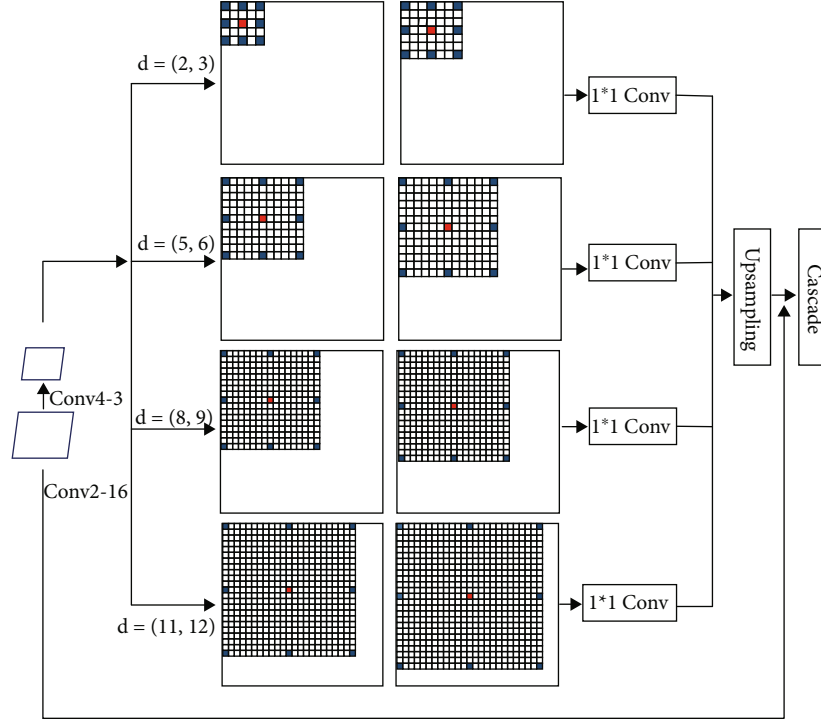 d = (2, 3)
1*1 Conv
d = (5, 6)
1*1 Conv
Upsampling
Cascade
Conv4-3
d = (8, 9)
1*1 Conv
Conv2-16
d = (11, 12)
1*1 Conv